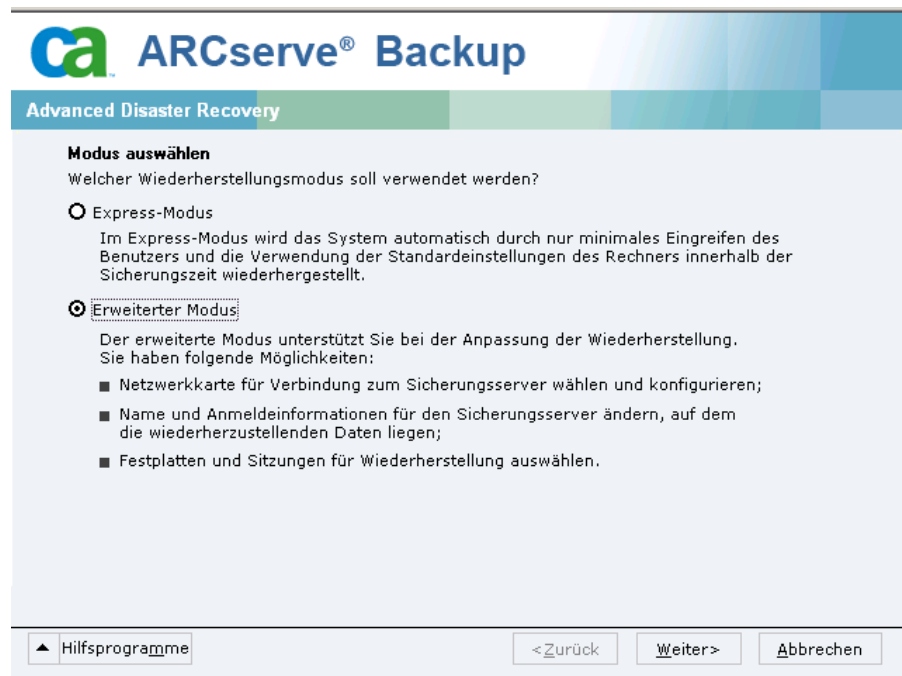 ca ARCserve® Backup
Advanced Disaster Recovery
Modus auswählen
Welcher Wiederherstellungsmodus soll verwendet werden?
Express-Modus
Im Express-Modus wird das System automatisch durch nur minimales Eingreifen des
Benutzers und die Verwendung der Standardeinstellungen des Rechners innerhalb der
Sicherungszeit wiederhergestellt.
Erweiterter Modus
Der erweiterte Modus unterstützt Sie bei der Anpassung der Wiederherstellung.
Sie haben folgende Möglichkeiten:
■ Netzwerkkarte für Verbindung zum Sicherungsserver wählen und konfigurieren;
■ Name und Anmeldeinformationen für den Sicherungsserver ändern, auf dem
die wiederherzustellenden Daten liegen;
■ Festplatten und Sitzungen für Wiederherstellung auswählen.
Hilfsprogramme <Zurück Weiter> Abbrechen